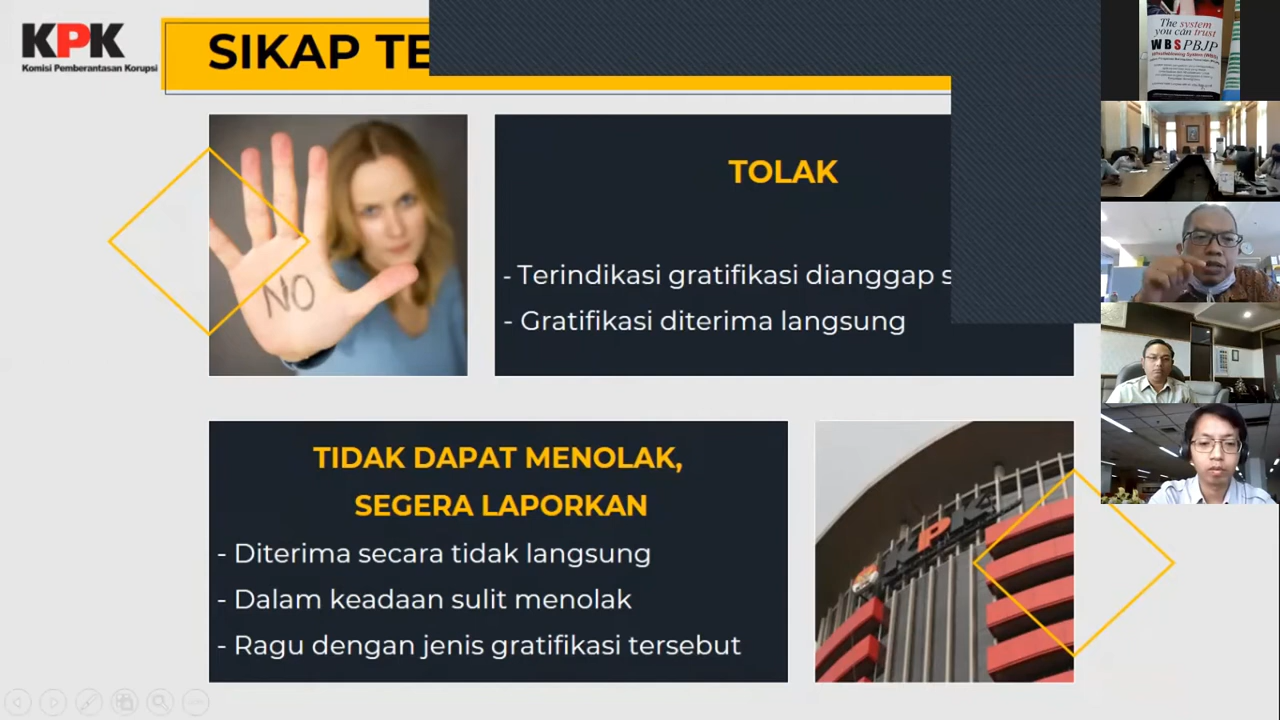 KPK
Komisi Pemberantasan Korupsi
SIKAP TE
The system
you can trust
WBSPBJP
TOLAK
- Terindikasi gratifikasi dianggap s
- Gratifikasi diterima langsung
NO
TIDAK DAPAT MENOLAK,
SEGERA LAPORKAN
- Diterima secara tidak langsung
- Dalam keadaan sulit menolak
- Ragu dengan jenis gratifikasi tersebut
KPK